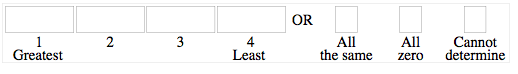 OR
1 2 3 4 All All Cannot
Greatest Least the same zero determine